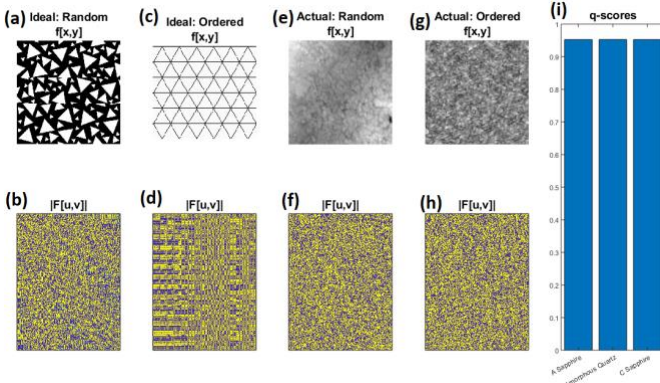 (a) Ideal: Random
f[x,y]
(c) Ideal: Ordered
f[x,y]
(e) Actual: Random
f[x,y]
(g) Actual: Ordered
f[x,y]
(i) q-scores
1
0.9
0.8
0.7
0.6
0.5
0.4
0.3
0.2
0.1
0
A Sapphire
morphous Quartz
C Sapphire
(b) |F[u,v]|
(d) |F[u,v]|
(f) |F[u,v]|
(h) |F[u,v]|